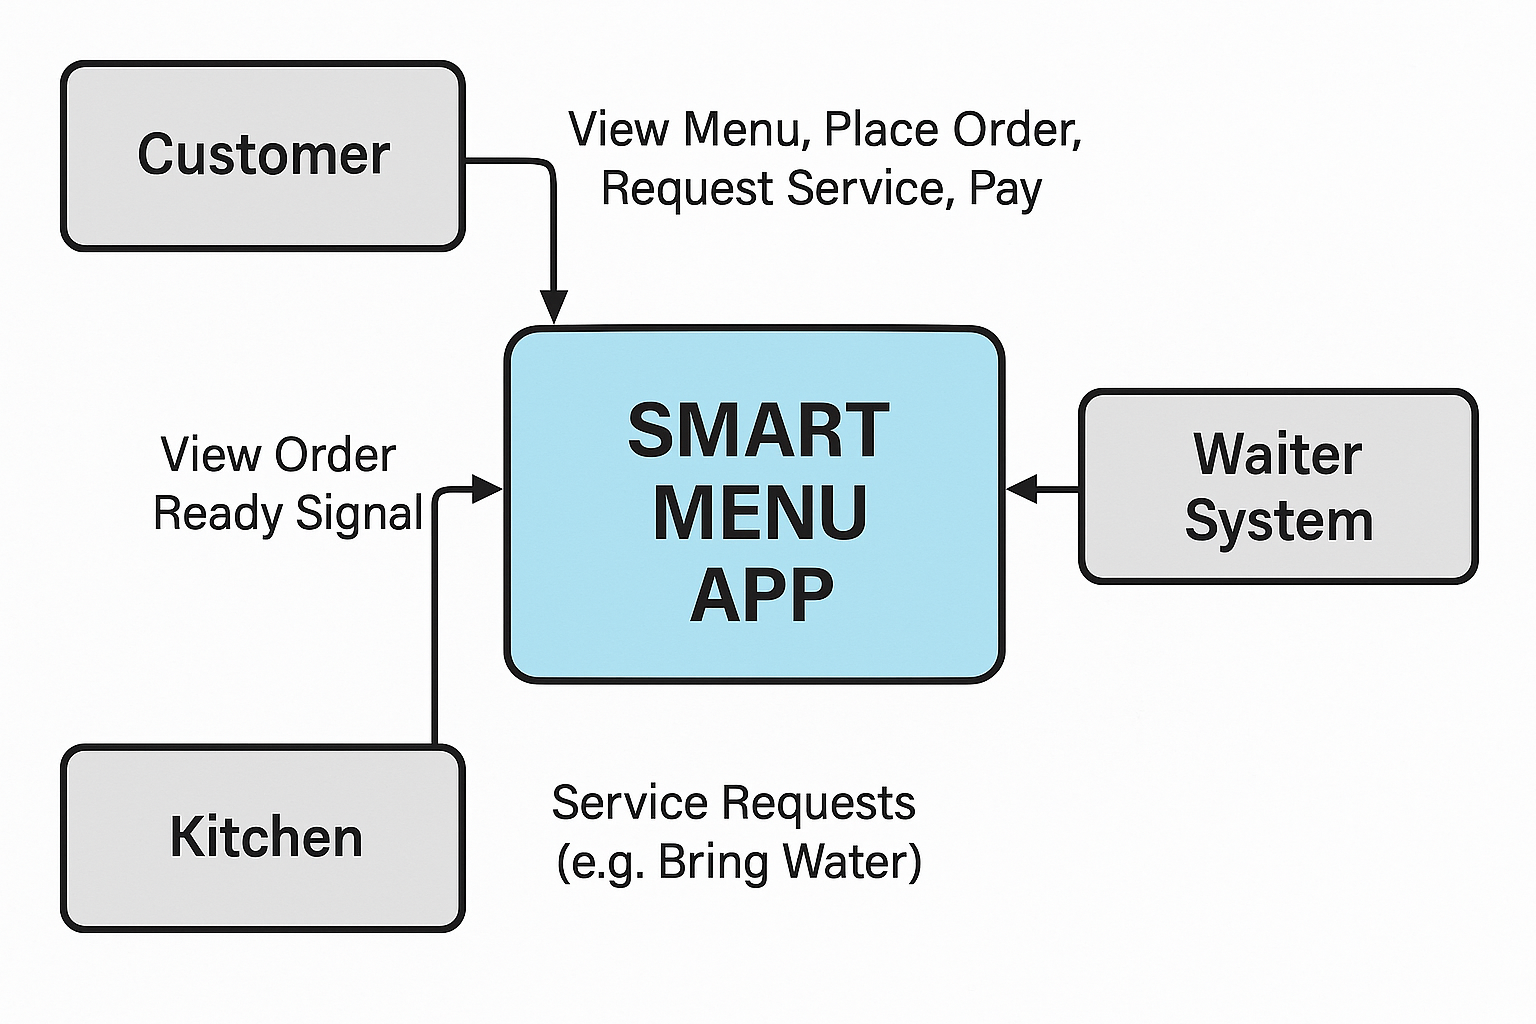 Customer
View Menu, Place Order,
Request Service, Pay
SMART
MENU
APP
Waiter
System
View Order
Ready Signal
Kitchen
Service Requests
(e.g. Bring Water)